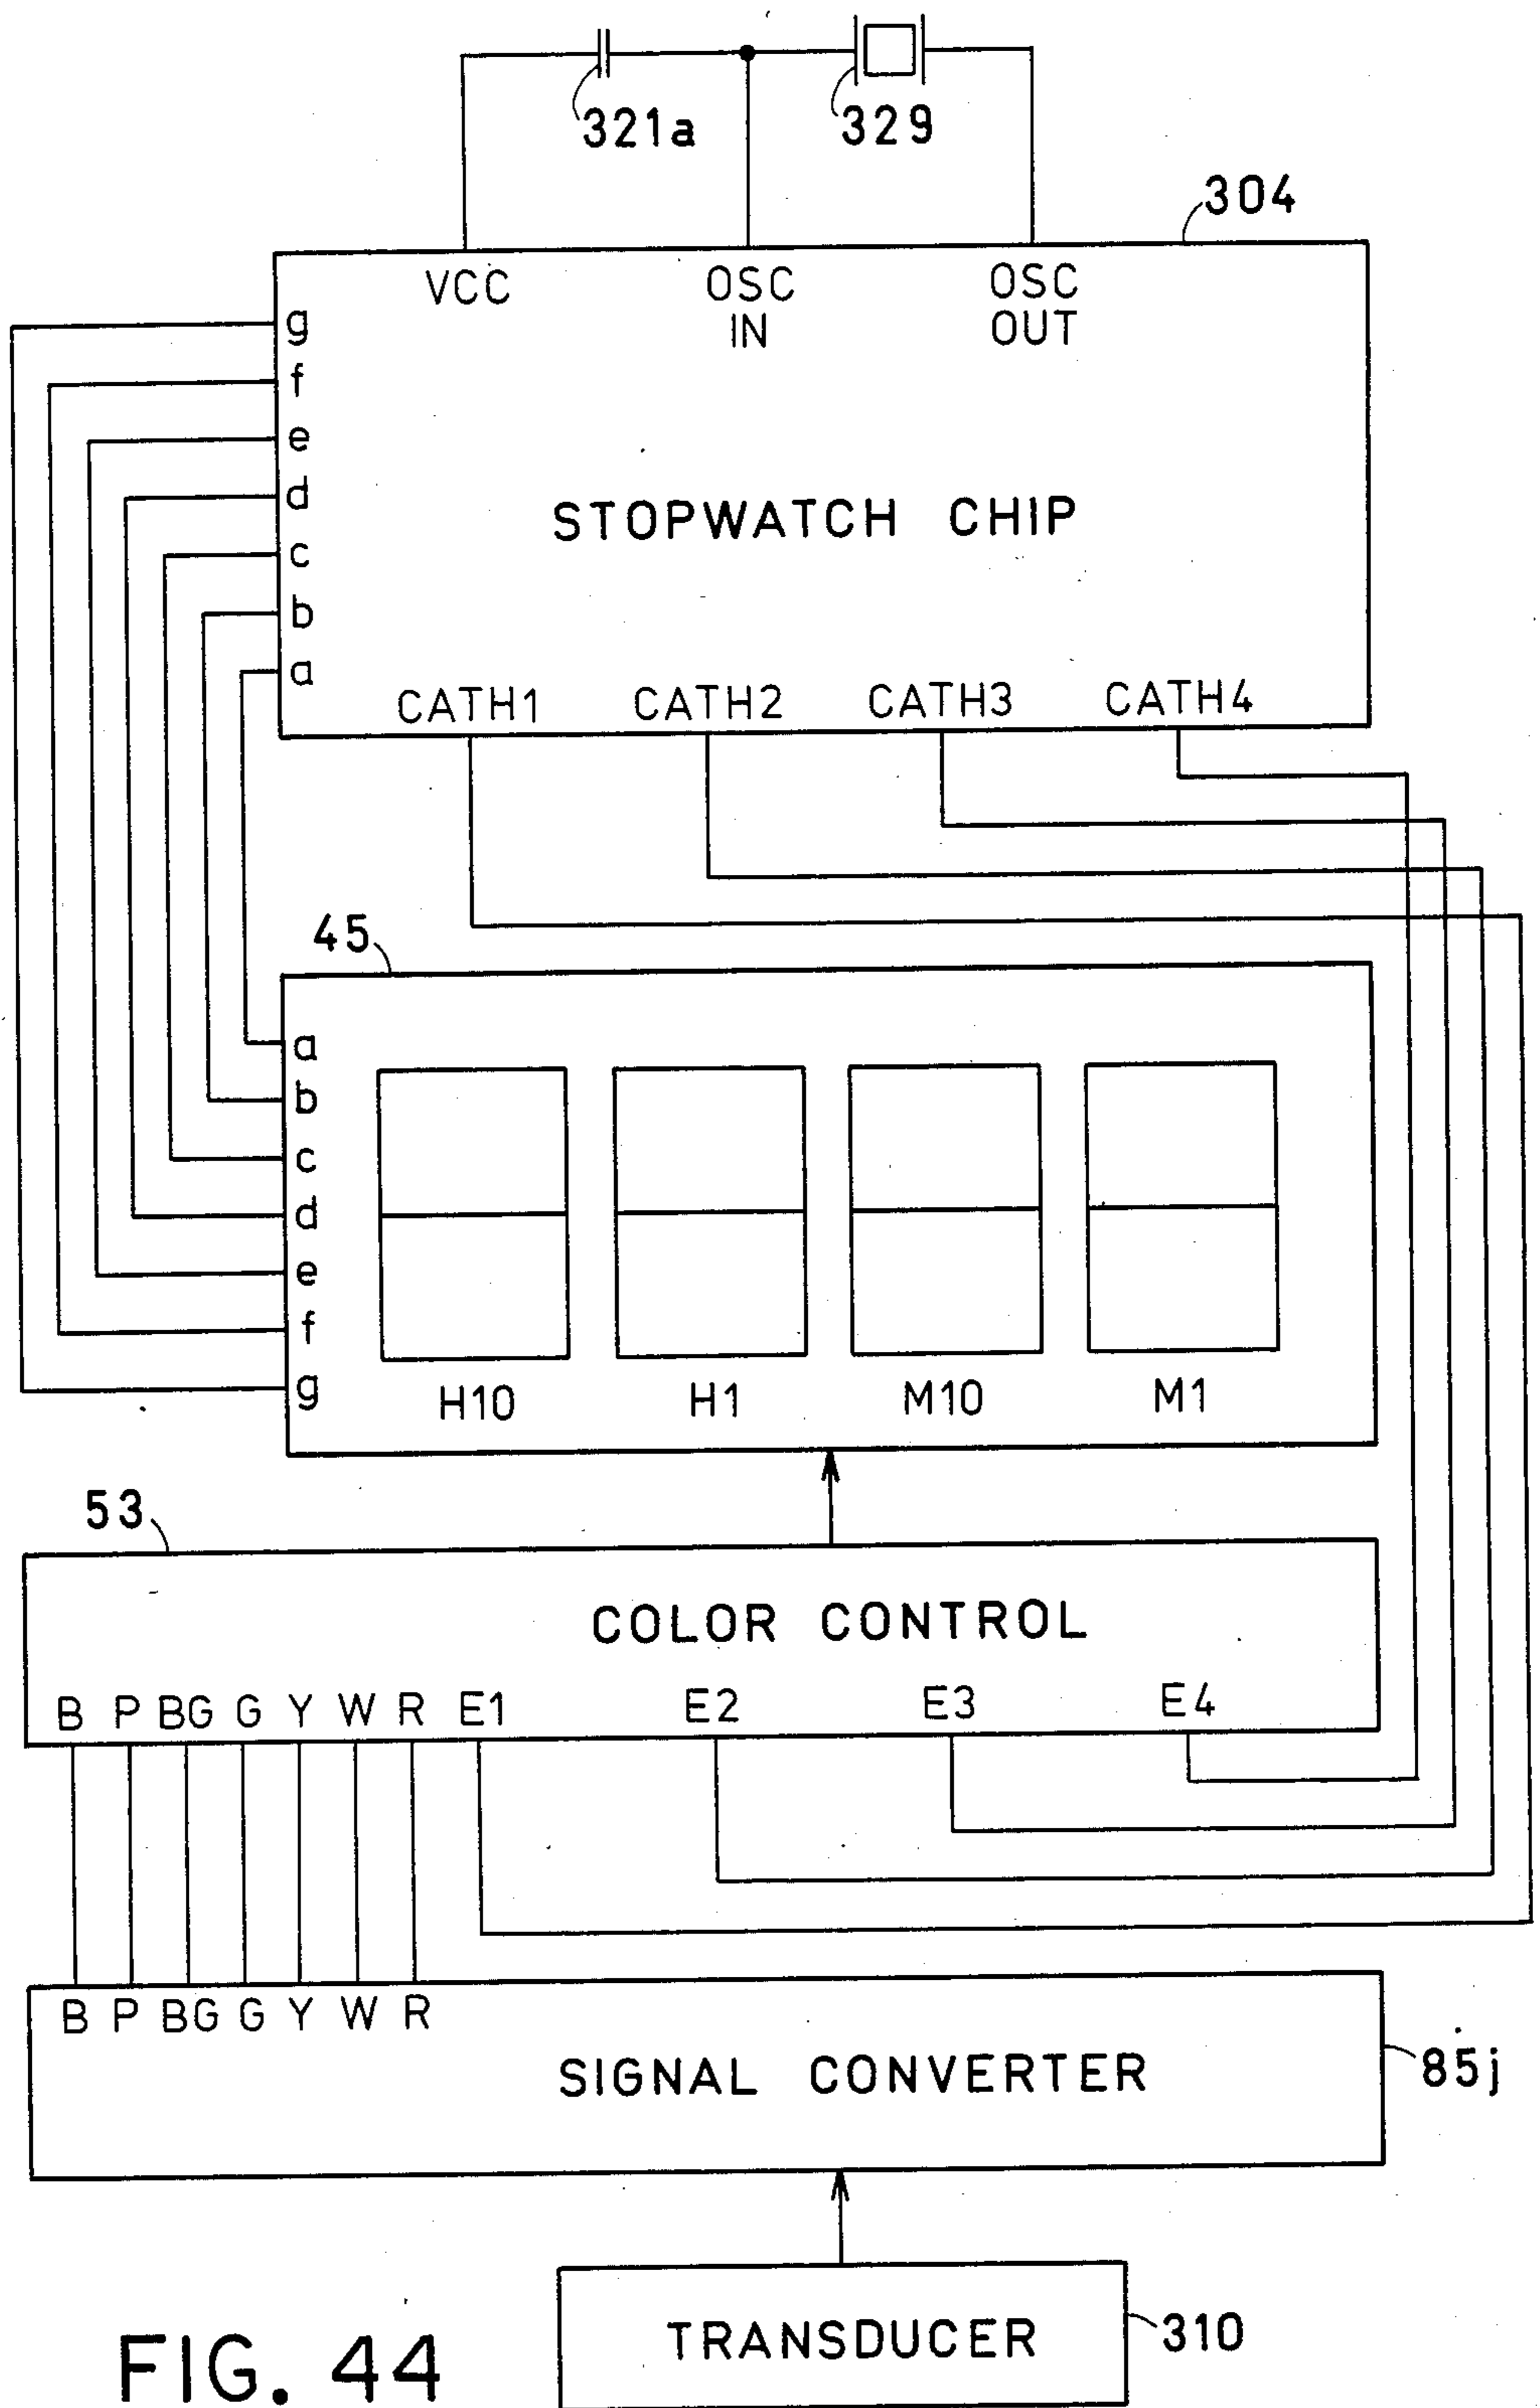 321a 329
304
VCC OSC IN OSC OUT
g
f
e
d
c
b
a
STOPWATCH CHIP
CATH1 CATH2 CATH3 CATH4
45
a
b
c
d
e
f
g
H10 H1 M10 M1
53
COLOR CONTROL
B P BG G Y W R E1 E2 E3 E4
B P BG G Y W R
SIGNAL CONVERTER
85j
TRANSDUCER
310
FIG. 44